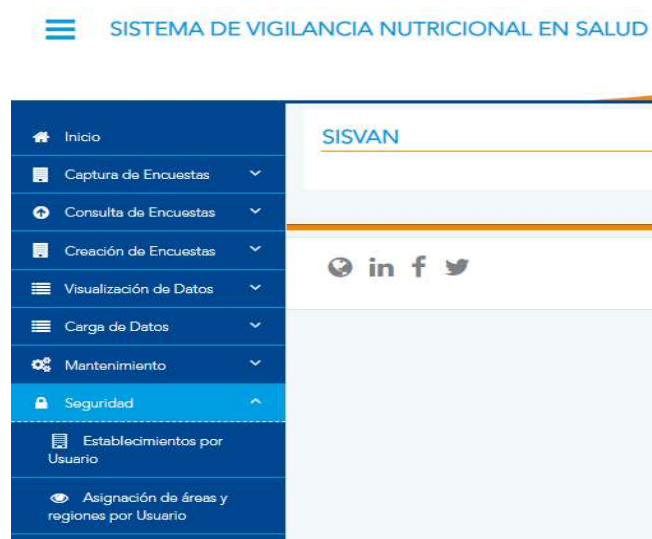 SISTEMA DE VIGILANCIA NUTRICIONAL EN SALUD
Inicio
Captura de Encuestas
Consulta de Encuestas
Creación de Encuestas
Visualización de Datos
Carga de Datos
Mantenimiento
Seguridad
Establecimientos por
Usuario
Asignación de áreas y
regiones por Usuario
SISVAN